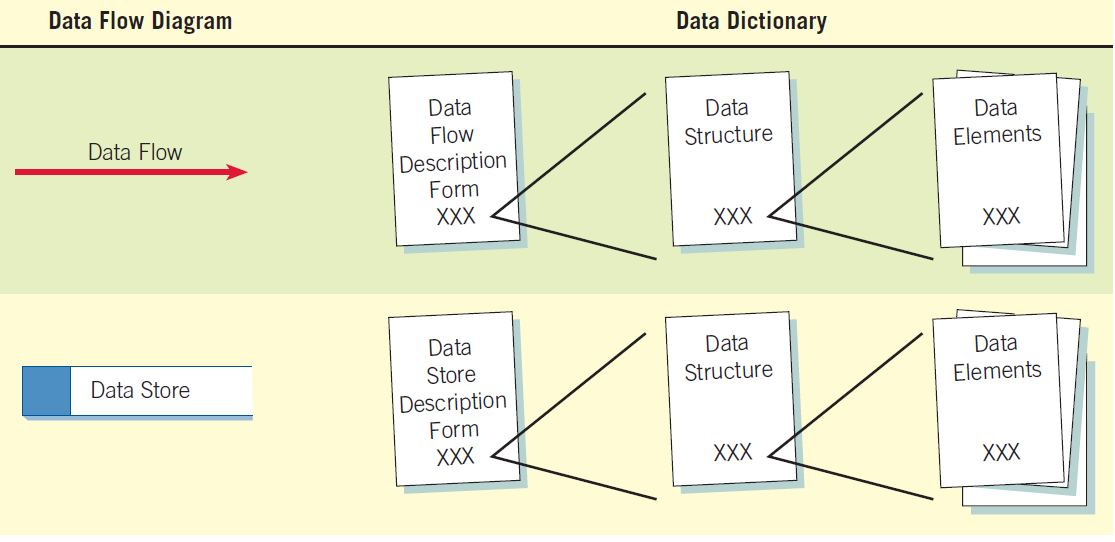 Data Flow Diagram
Data Dictionary
Data Flow
Data
Flow
Description
Form
XXX
Data
Structure
XXX
Data
Elements
XXX
Data Store
Data
Store
Description
Form
XXX
Data
Structure
XXX
Data
Elements
XXX